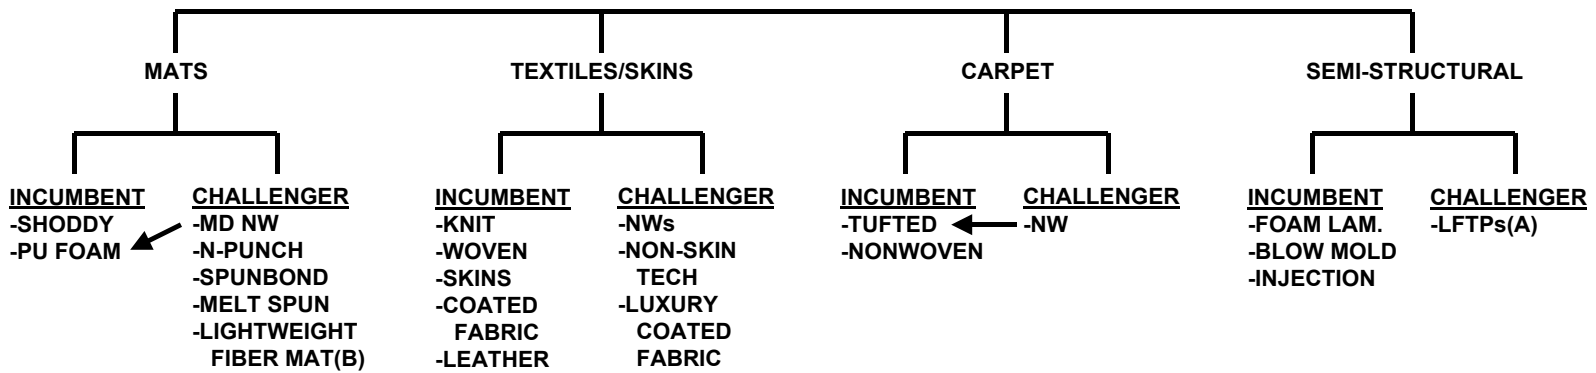 MATS
TEXTILES/SKINS
CARPET
SEMI-STRUCTURAL
INCUMBENT
-SHODDY
-PU FOAM
CHALLENGER
-MD NW
-N-PUNCH
-SPUNBOND
-MELT SPUN
-LIGHTWEIGHT
FIBER MAT(B)
INCUMBENT
-KNIT
-WOVEN
-SKINS
-COATED
FABRIC
-LEATHER
CHALLENGER
-NWs
-NON-SKIN
TECH
-LUXURY
COATED
FABRIC
INCUMBENT
-TUFTED
-NONWOVEN
CHALLENGER
-NW
INCUMBENT
-FOAM LAM.
-BLOW MOLD
-INJECTION
CHALLENGER
-LFTPs(A)